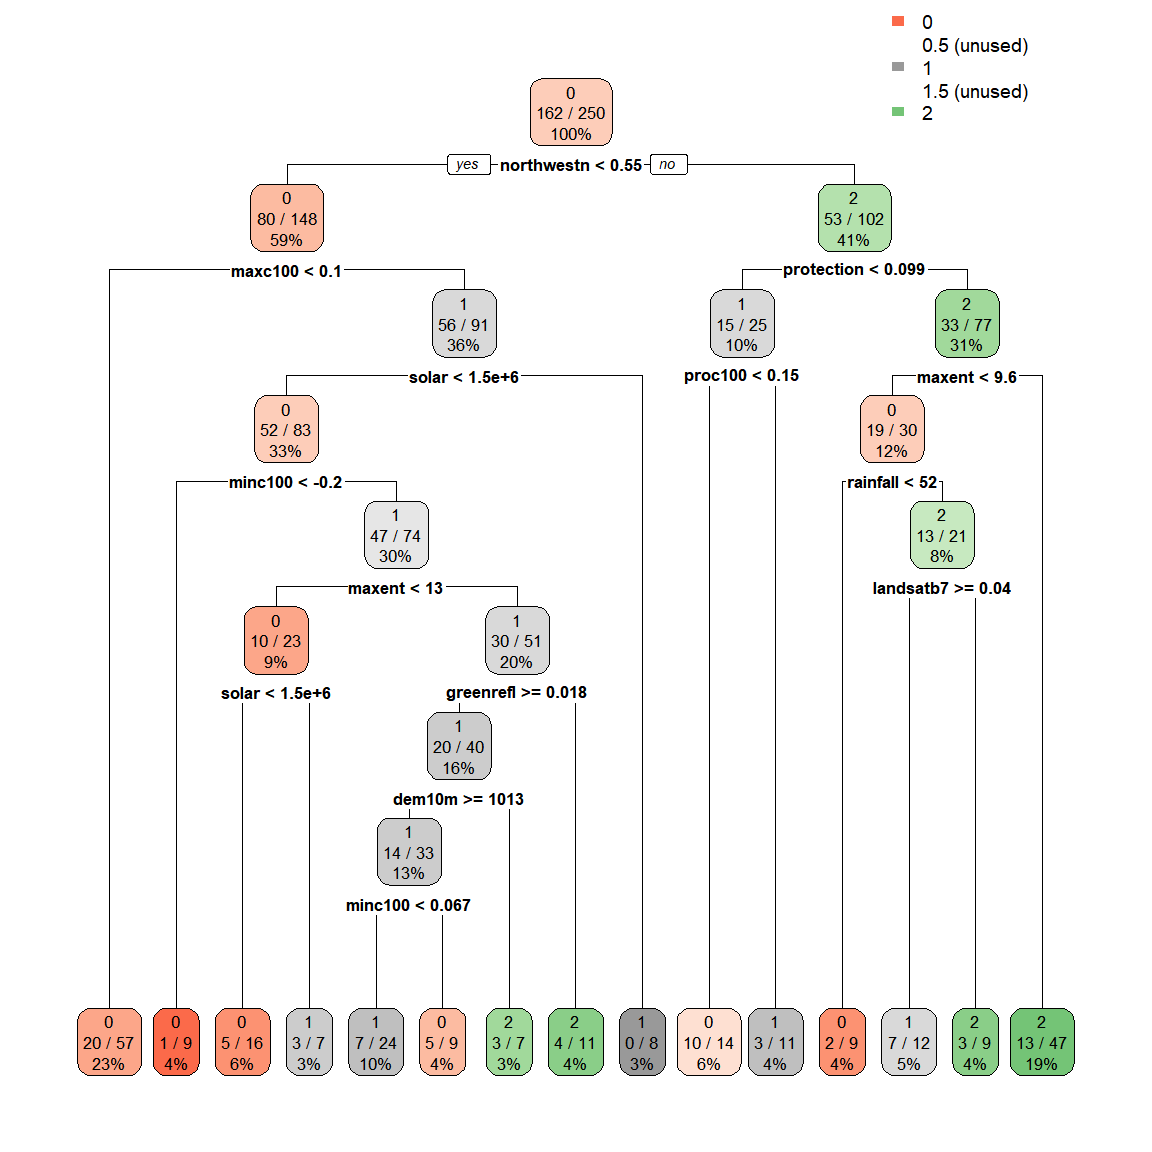 0
0.5 (unused)
1
1.5 (unused)
2
0
162 / 250
100%
yes northwestn < 0.55 no
0
80 / 148
59%
2
53 / 102
41%
maxc100 < 0.1
protection < 0.099
1
56 / 91
36%
1
15 / 25
10%
2
33 / 77
31%
solar < 1.5e+6
proc100 < 0.15
maxent < 9.6
0
52 / 83
33%
0
19 / 30
12%
minc100 < -0.2
rainfall < 52
1
47 / 74
30%
2
13 / 21
8%
maxent < 13
landsatb7 >= 0.04
0
10 / 23
9%
1
30 / 51
20%
solar < 1.5e+6
greenrefl >= 0.018
1
20 / 40
16%
dem10m >= 1013
1
14 / 33
13%
minc100 < 0.067
0
20 / 57
23%
0
1 / 9
4%
0
5 / 16
6%
1
3 / 7
3%
1
7 / 24
10%
0
5 / 9
4%
2
3 / 7
3%
2
4 / 11
4%
1
0 / 8
3%
0
10 / 14
6%
1
3 / 11
4%
0
2 / 9
4%
1
7 / 12
5%
2
3 / 9
4%
2
13 / 47
19%